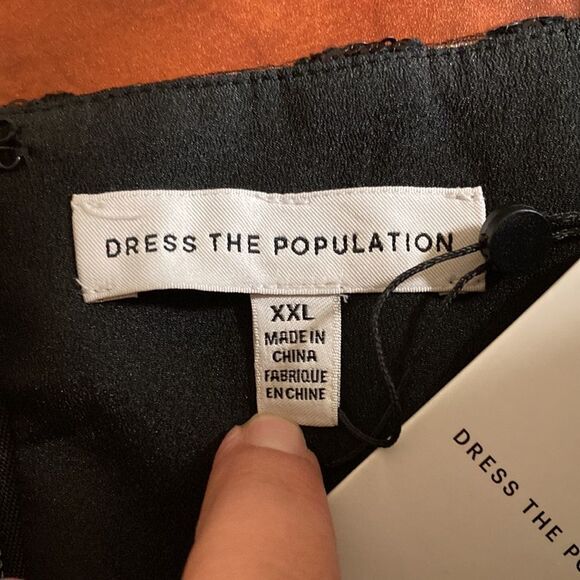 DRESS THE POPULATION
XXL
MADE IN
CHINA
FABRIQUE
EN CHINE
DRESS THE